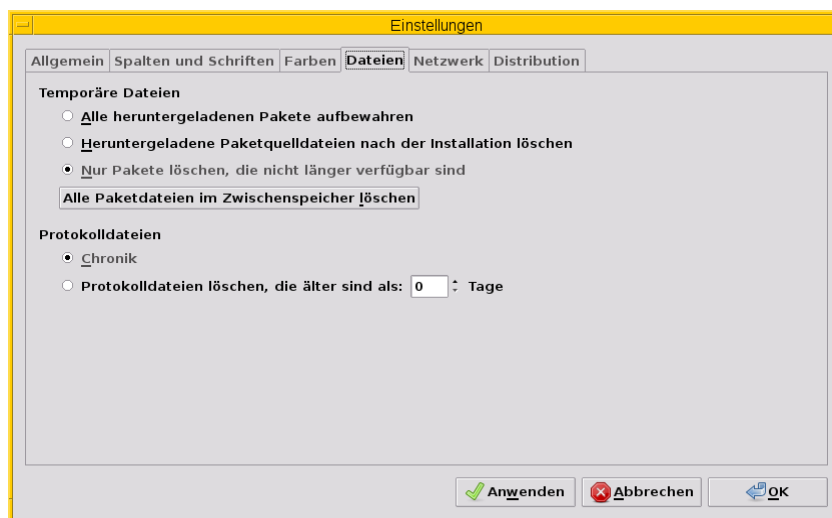 Einstellungen
Allgemein Spalten und Schriften Farben Dateien Netzwerk Distribution
Temporäre Dateien
Alle heruntergeladenen Pakete aufbewahren
Heruntergeladene Paketquelldateien nach der Installation löschen
Nur Pakete löschen, die nicht länger verfügbar sind
Alle Paketdateien im Zwischenspeicher löschen
Protokolldateien
Chronik
Protokolldateien löschen, die älter sind als: 0 Tage
Anwenden Abbrechen OK